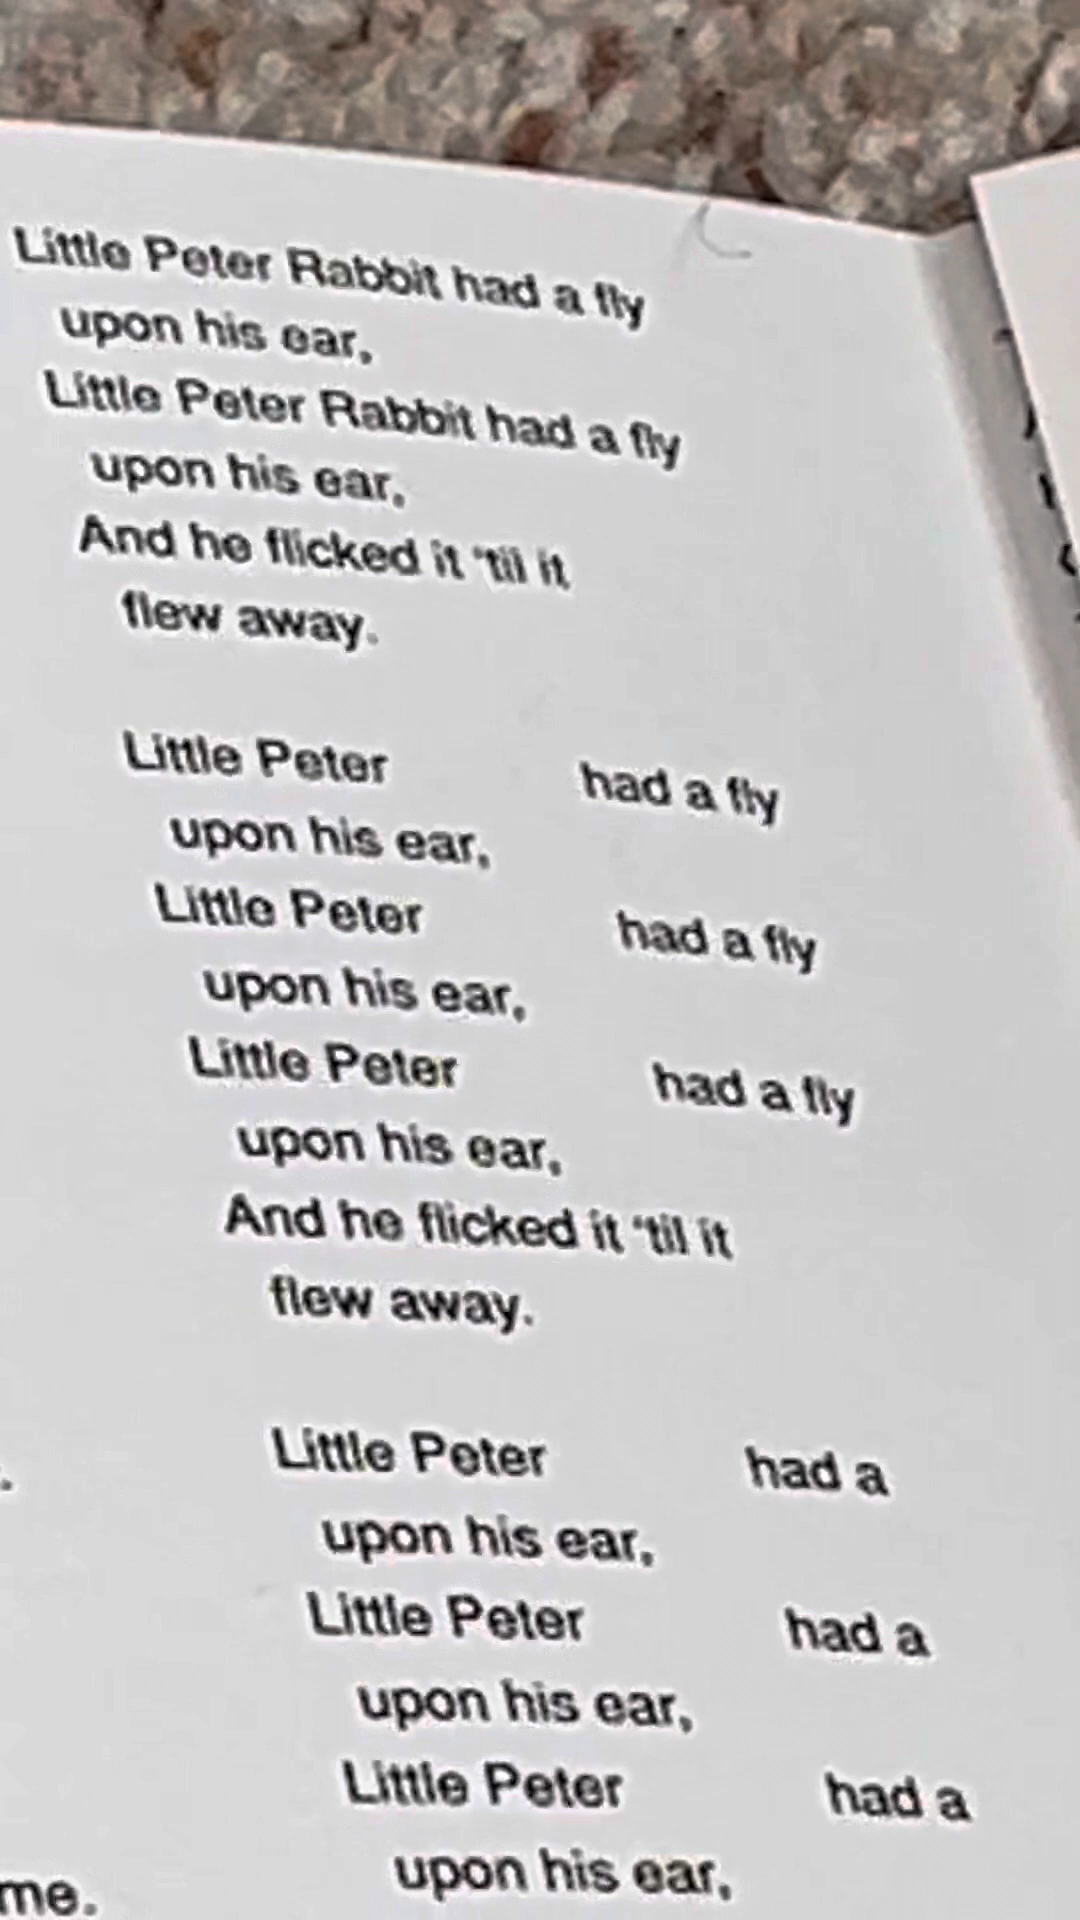 Little Peter Rabbit had a fly
upon his ear,
Little Peter Rabbit had a fly
upon his ear,
And he flicked it ‘til it
flew away.
Little Peter had a fly
upon his ear,
Little Peter had a fly
upon his ear,
Little Peter had a fly
upon his ear,
And he flicked it ‘til it
flew away.
Little Peter had a
upon his ear,
Little Peter had a
upon his ear,
Little Peter had a
upon his ear,
me.